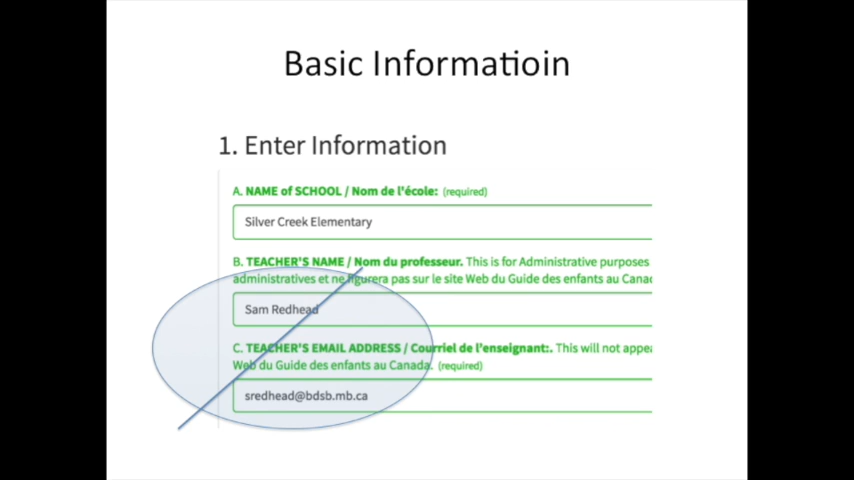 Basic Informatioin
1. Enter Information
A. NAME of SCHOOL / Nom de l'école: (required)
Silver Creek Elementary
B. TEACHER'S NAME / Nom du professeur. This is for Administrative purposes
administratives et ne figurera pas sur le site Web du Guide des enfants au Canad
Sam Redhead
C. TEACHER'S EMAIL ADDRESS / Courriel de l'enseignant:. This will not appea
Web du Guide des enfants au Canada. (required)
sredhead@bdsb.mb.ca